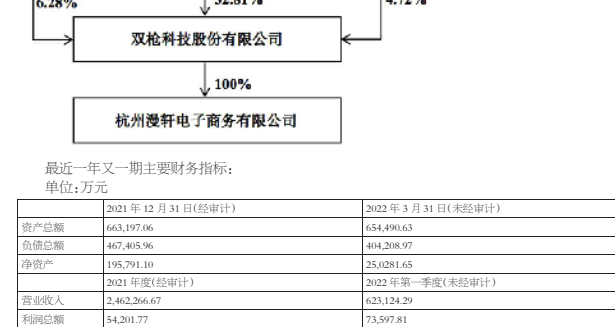 6.28% 52.81% 4.72%
双枪科技股份有限公司
100%
杭州漫轩电子商务有限公司
最近一年又一期主要财务指标：
单位：万元
2021 年 12 月 31 日（经审计） 2022 年 3 月 31 日（未经审计）
资产总额 663,197.06 654,490.63
负债总额 467,405.96 404,208.97
净资产 195,791.10 25,0281.65
2021 年度（经审计） 2022 年第一季度（未经审计）
营业收入 2,462,266.67 623,124.29
利润总额 54,201.77 73,597.81